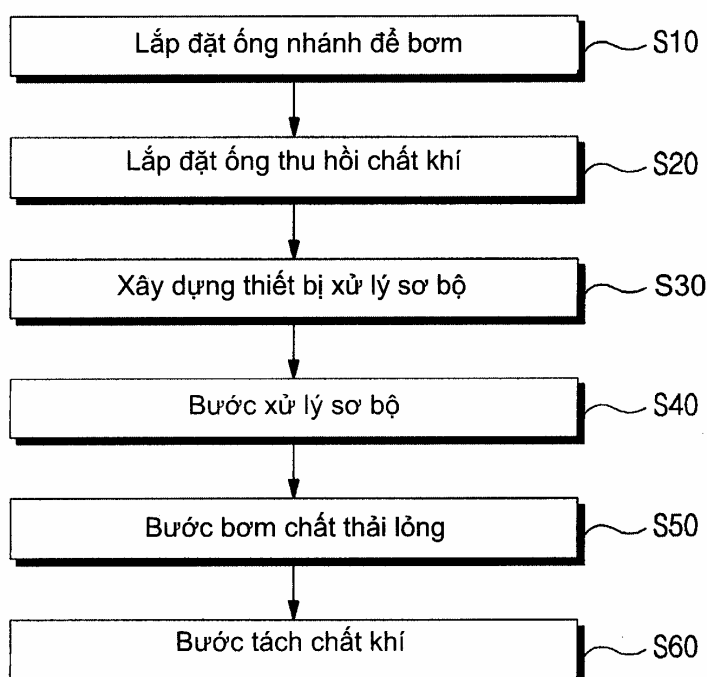 Lắp đặt ống nhánh để bơm S10
Lắp đặt ống thu hồi chất khí S20
Xây dựng thiết bị xử lý sơ bộ S30
Bước xử lý sơ bộ S40
Bước bơm chất thải lỏng S50
Bước tách chất khí S60